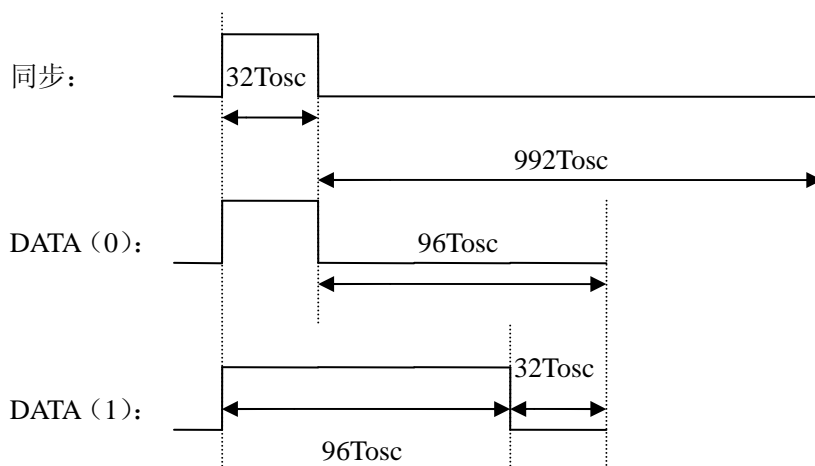 同步：
32Tosc
992Tosc
DATA（0）：
96Tosc
32Tosc
DATA（1）：
96Tosc